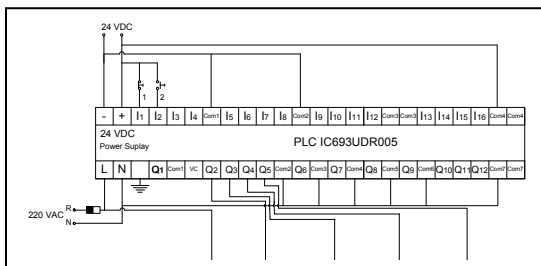 24 VDC
1 2
- + I1 I2 I3 I4 Com1 I5 I6 I7 I8 Com2 I9 I10 I11 I12 Com3 Com3 I13 I14 I15 I16 Com4 Com4
24 VDC
Power Suplay
PLC IC693UDR005
L N Q1 Com1 VC Q2 Q3 Q4 Q5 Com2 Q6 Com3 Q7 Com4 Q8 Com5 Q9 Com6 Q10 Q11 Q12 Com7 Com7
220 VAC R
N